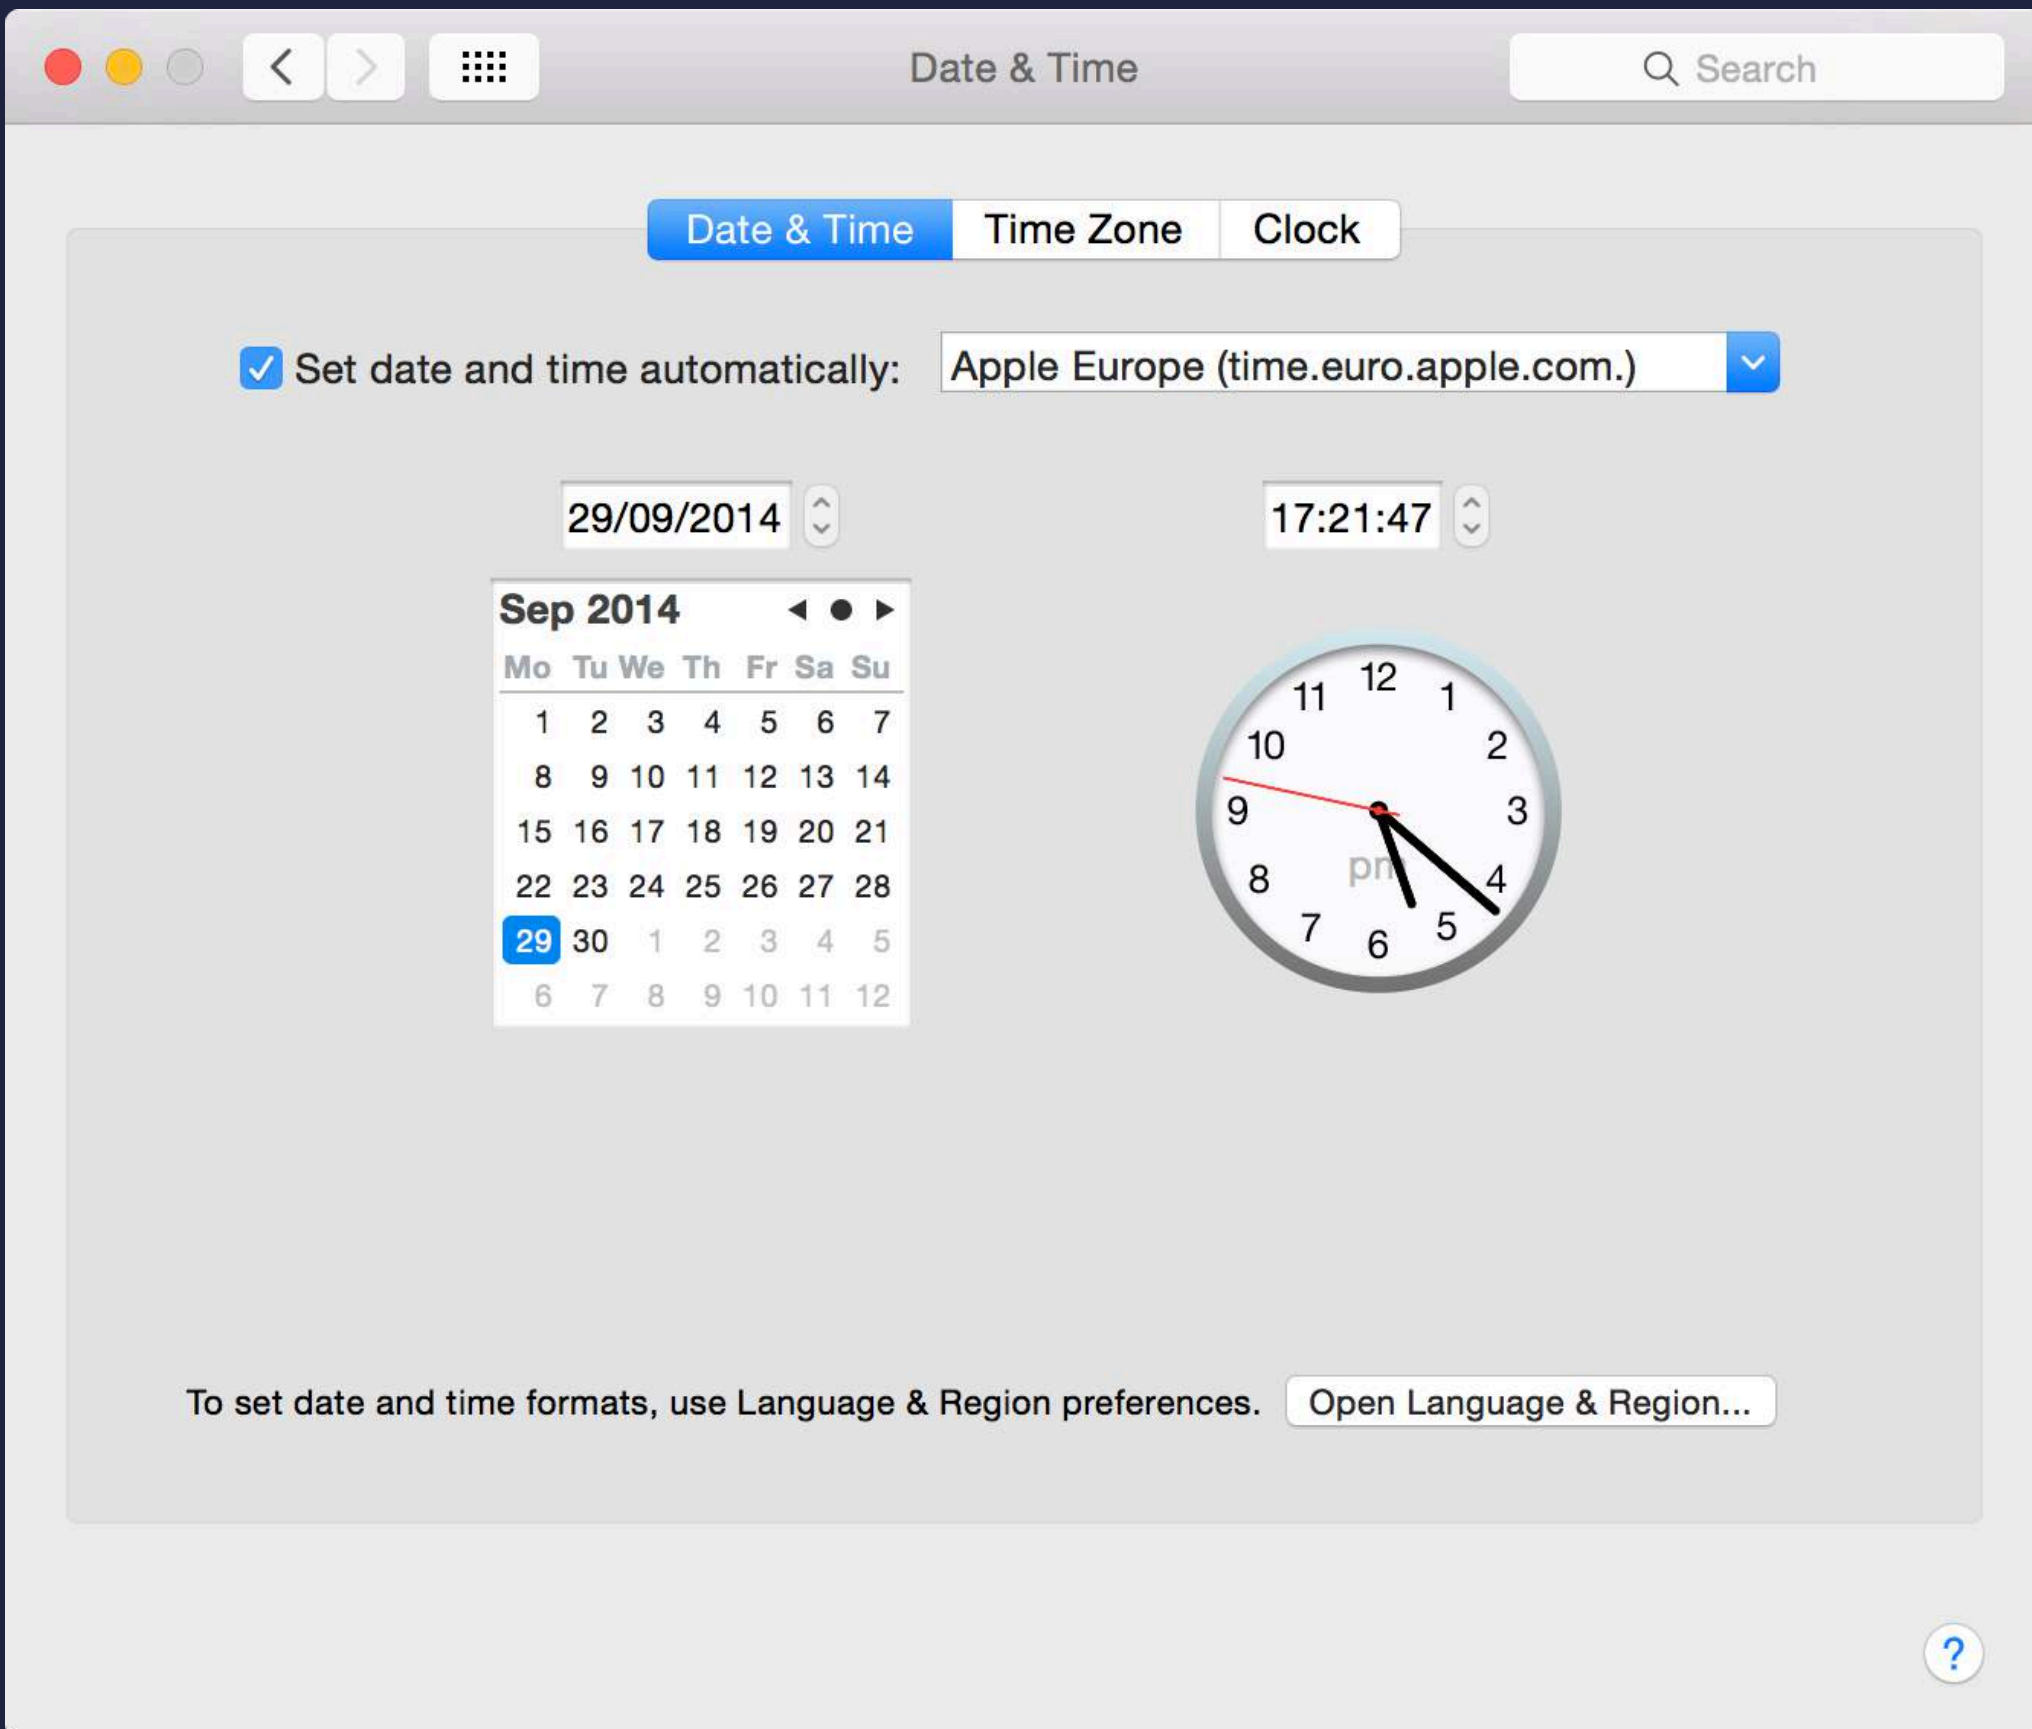 Date & Time
Search
Date & Time Time Zone Clock
Set date and time automatically: Apple Europe (time.euro.apple.com.)
29/09/2014
17:21:47
Sep 2014
Mo Tu We Th Fr Sa Su
1 2 3 4 5 6 7
8 9 10 11 12 13 14
15 16 17 18 19 20 21
22 23 24 25 26 27 28
29 30 1 2 3 4 5
6 7 8 9 10 11 12
12
11 1
10 2
9 3
pm
8 4
7 5
6
To set date and time formats, use Language & Region preferences. Open Language & Region...
?